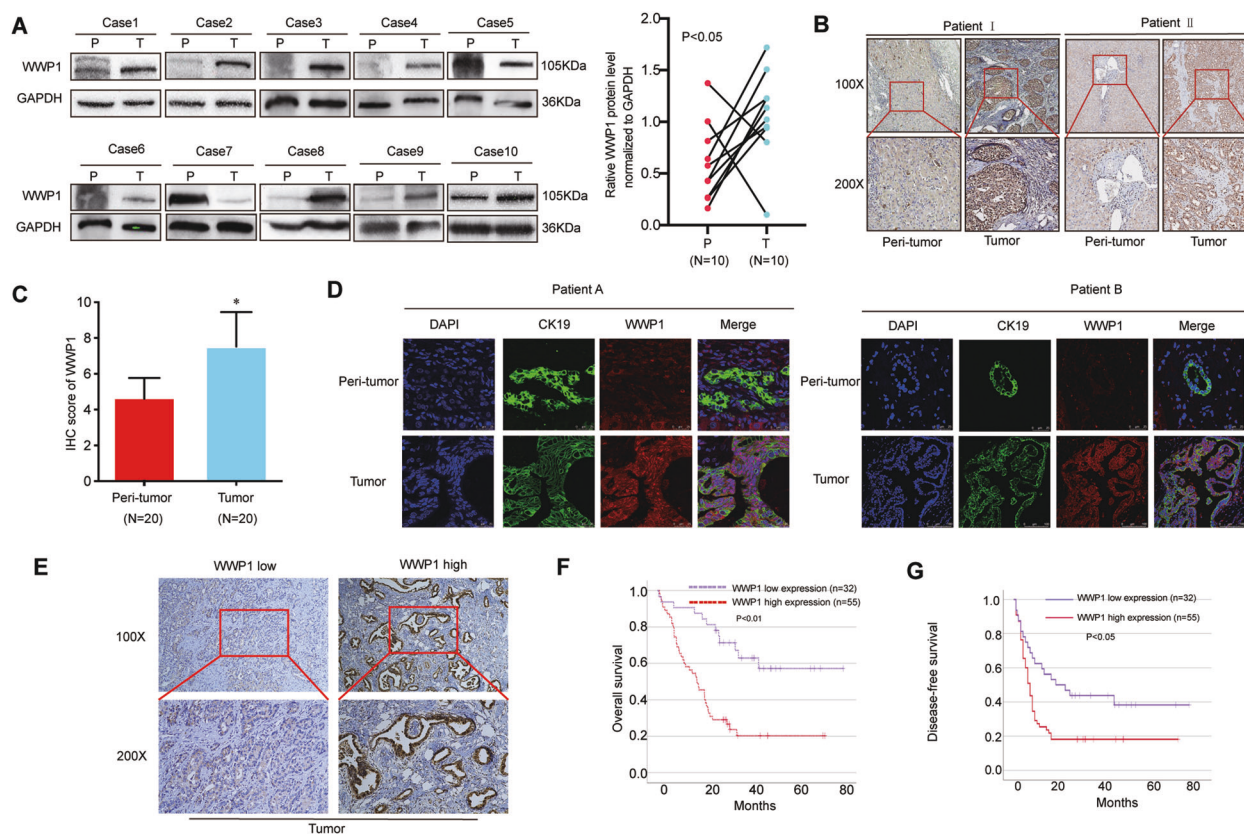 A
Case1 Case2 Case3 Case4 Case5
P T P T P T P T P T
WWP1 105KDa
GAPDH 36KDa
Case6 Case7 Case8 Case9 Case10
WWP1 105KDa
GAPDH 36KDa
P<0.05
Rative WWP1 protein level
normalized to GAPDH
2.0
1.5
1.0
0.5
0.0
P T
(N=10) (N=10)
B
Patient I Patient II
100X
200X
Peri-tumor Tumor Peri-tumor Tumor
C
IHC score of WWP1
10
8
6
4
2
0
*
Peri-tumor Tumor
(N=20) (N=20)
D
Patient A
DAPI CK19 WWP1 Merge
Peri-tumor
Tumor
Patient B
DAPI CK19 WWP1 Merge
Peri-tumor
Tumor
E
WWP1 low WWP1 high
100X
200X
Tumor
F
WWP1 low expression (n=32)
WWP1 high expression (n=55)
P<0.01
Overall survival
1.0
0.8
0.6
0.4
0.2
0.0
0 20 40 60 80
Months
G
WWP1 low expression (n=32)
WWP1 high expression (n=55)
P<0.05
Disease-free survival
1.0
0.8
0.6
0.4
0.2
0.0
0 20 40 60 80
Months